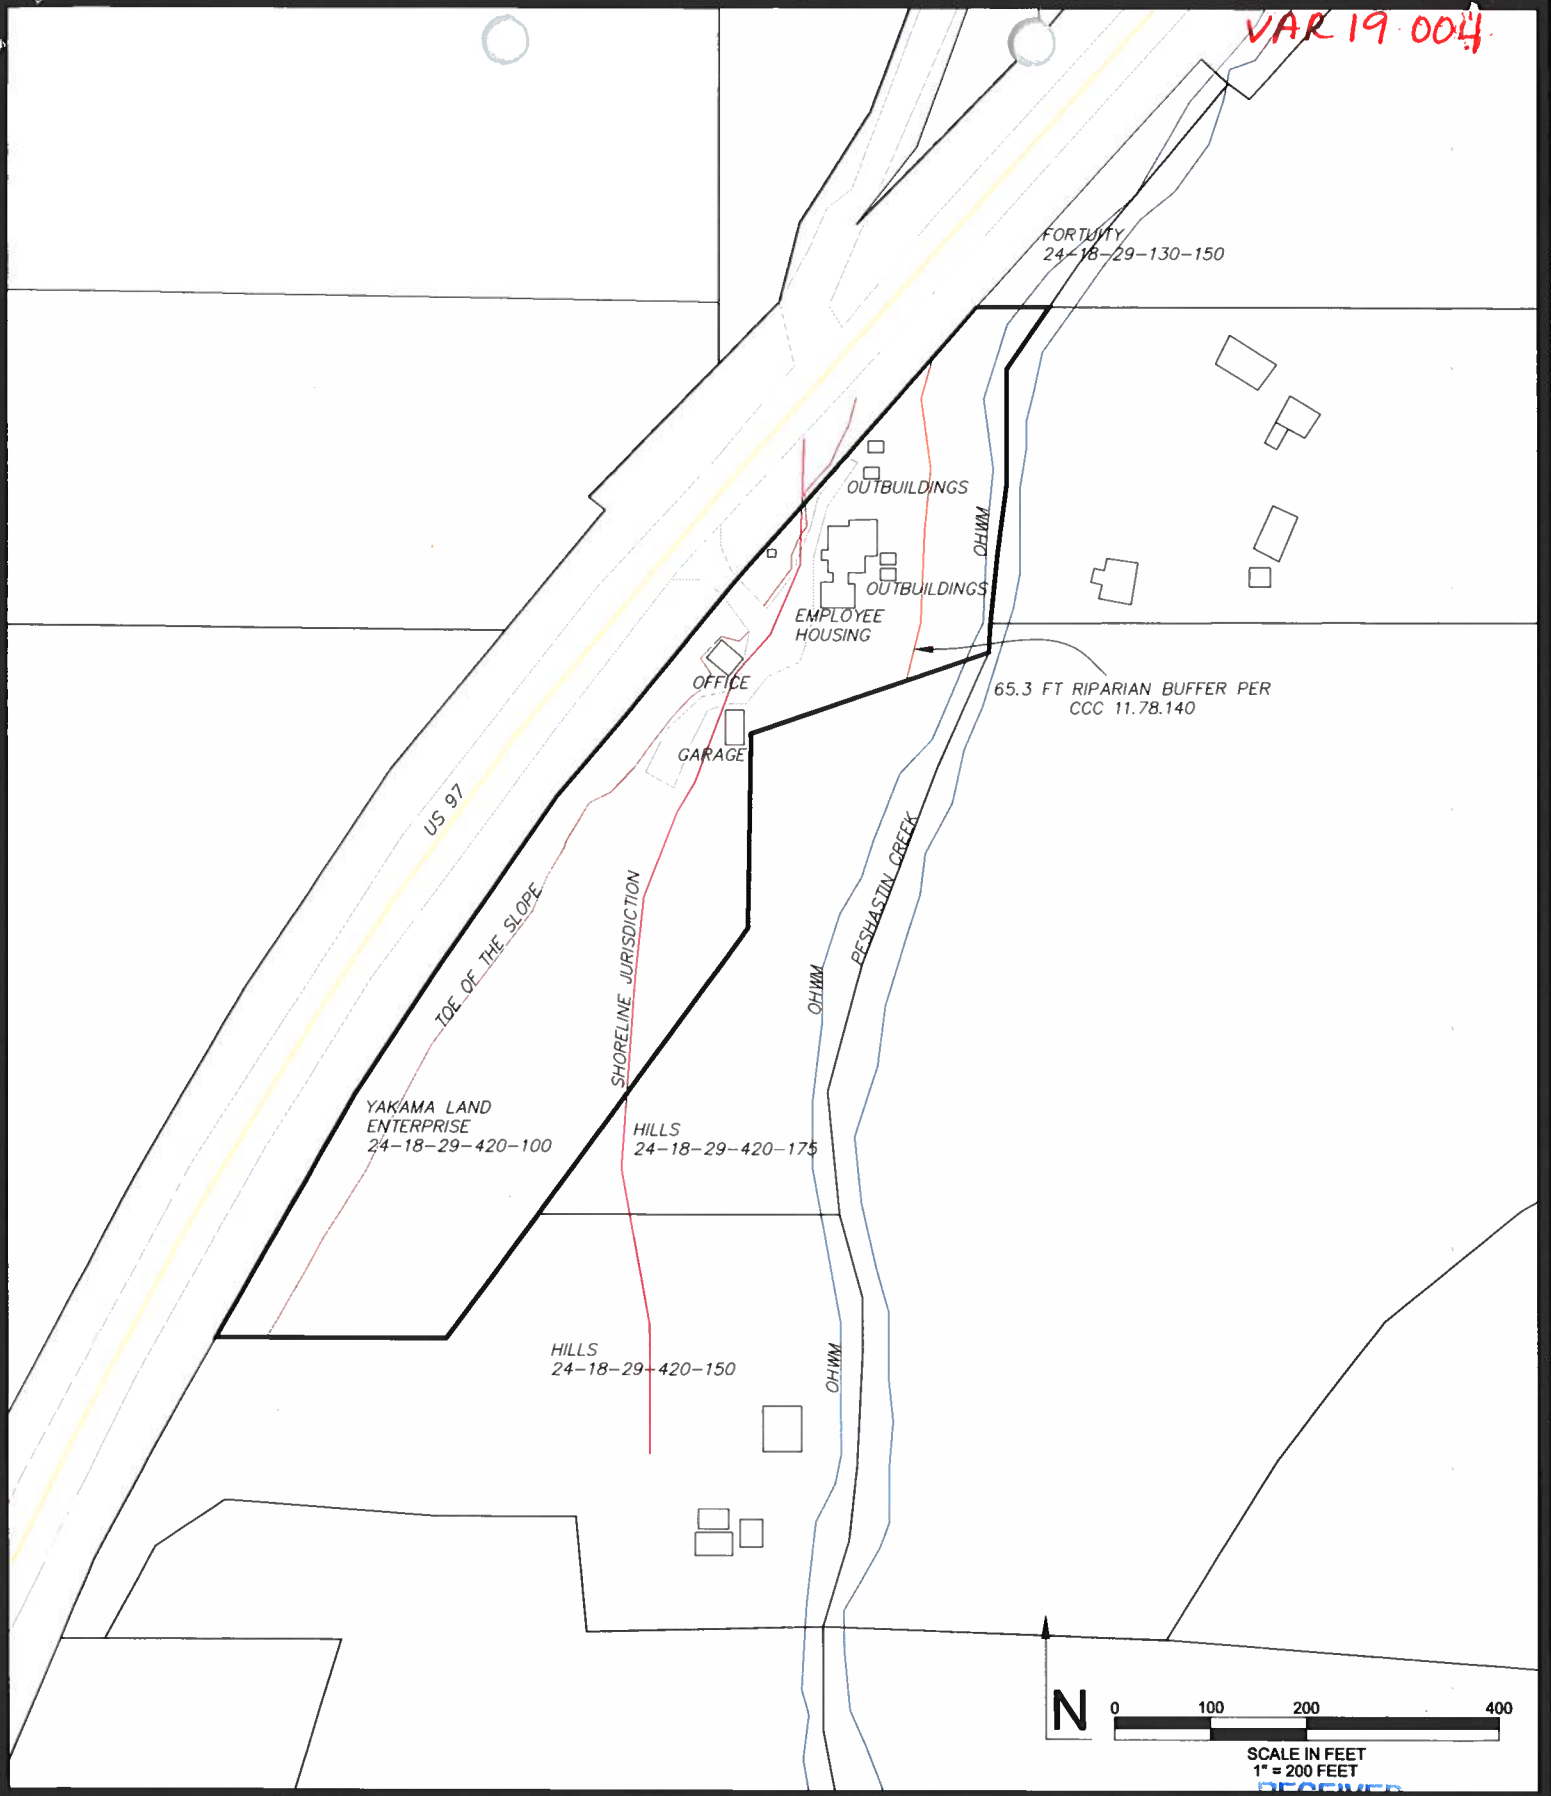 VAR 19.004
FORTUITY
24-18-29-130-150
OUTBUILDINGS
OHWM
OUTBUILDINGS
EMPLOYEE
HOUSING
OFFICE
65.3 FT RIPARIAN BUFFER PER
CCC 11.78.140
GARAGE
US 97
PESHASTIN CREEK
TOE OF THE SLOPE
SHORELINE JURISDICTION
OHWM
YAKAMA LAND
ENTERPRISE
24-18-29-420-100
HILLS
24-18-29-420-175
HILLS
24-18-29-420-150
OHWM
N
0 100 200 400
SCALE IN FEET
1" = 200 FEET
RECEIVED